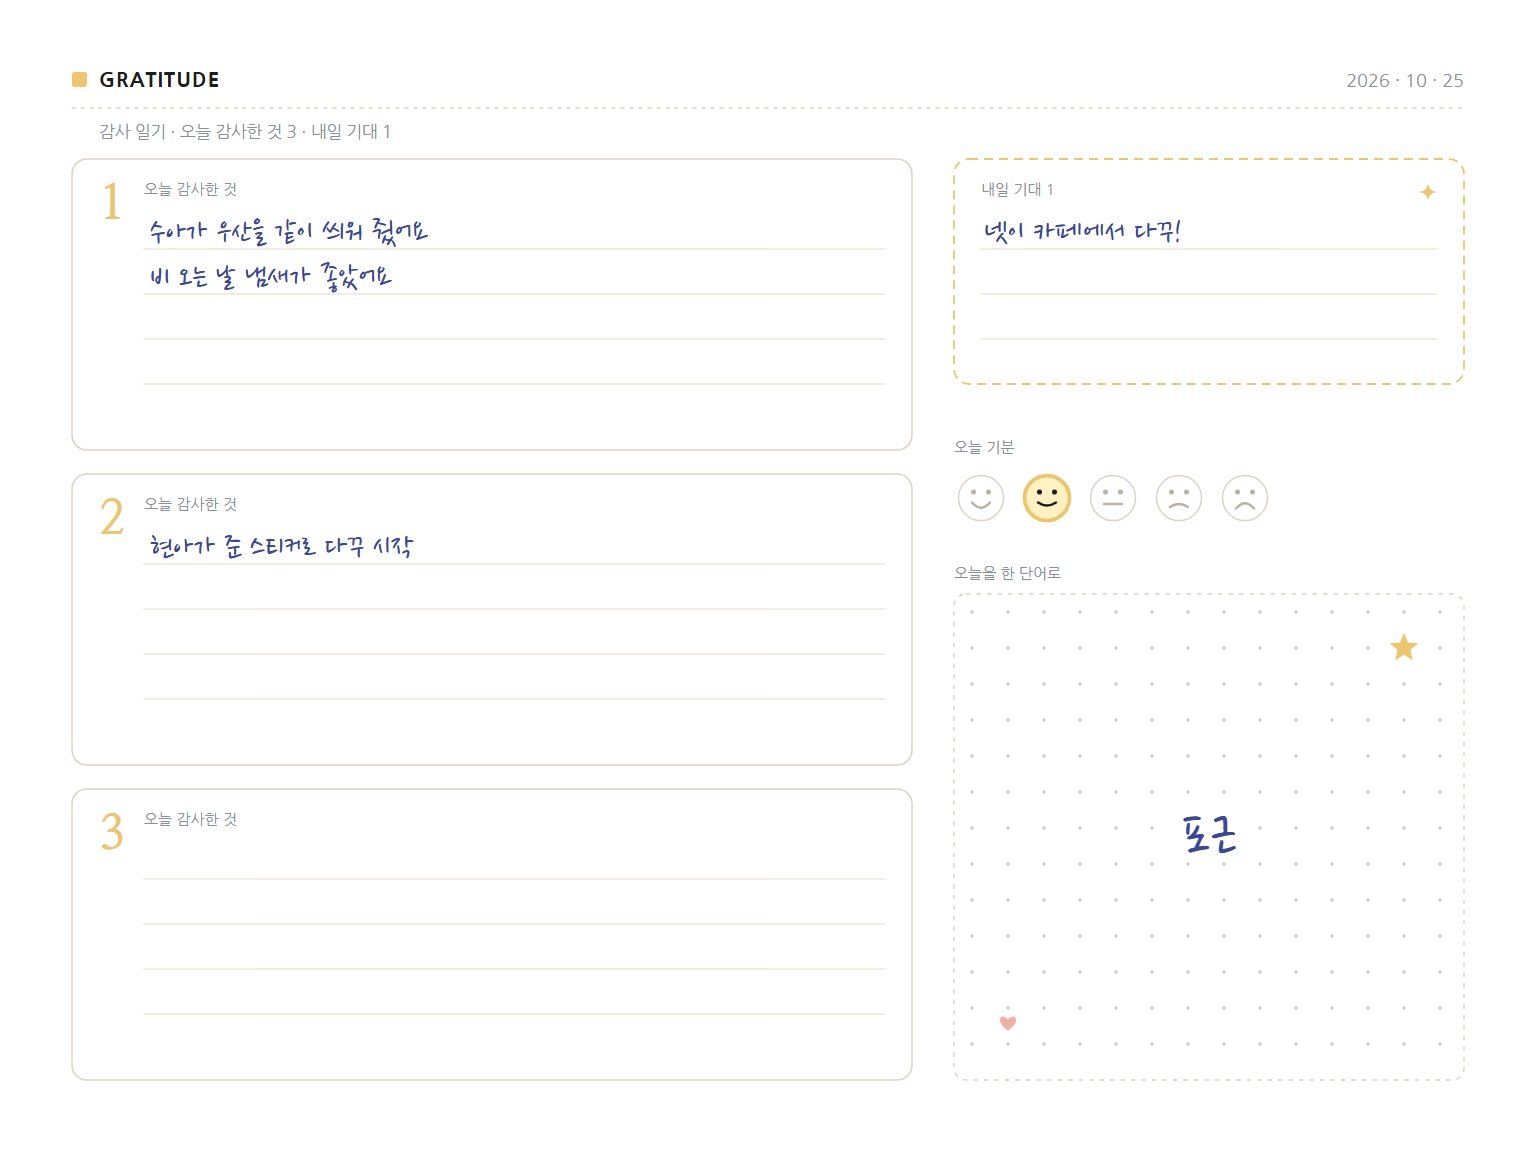 GRATITUDE
2026 · 10 · 25
감사 일기 · 오늘 감사한 것 3 · 내일 기대 1
1
오늘 감사한 것
수아가 우산을 같이 씌워 줬어요
비 오는 날 냄새가 좋았어요
2
오늘 감사한 것
현아가 준 스티커로 다꾸 시작
3
오늘 감사한 것
내일 기대 1
넷이 카페에서 다꾸!
오늘 기분
오늘을 한 단어로
포근